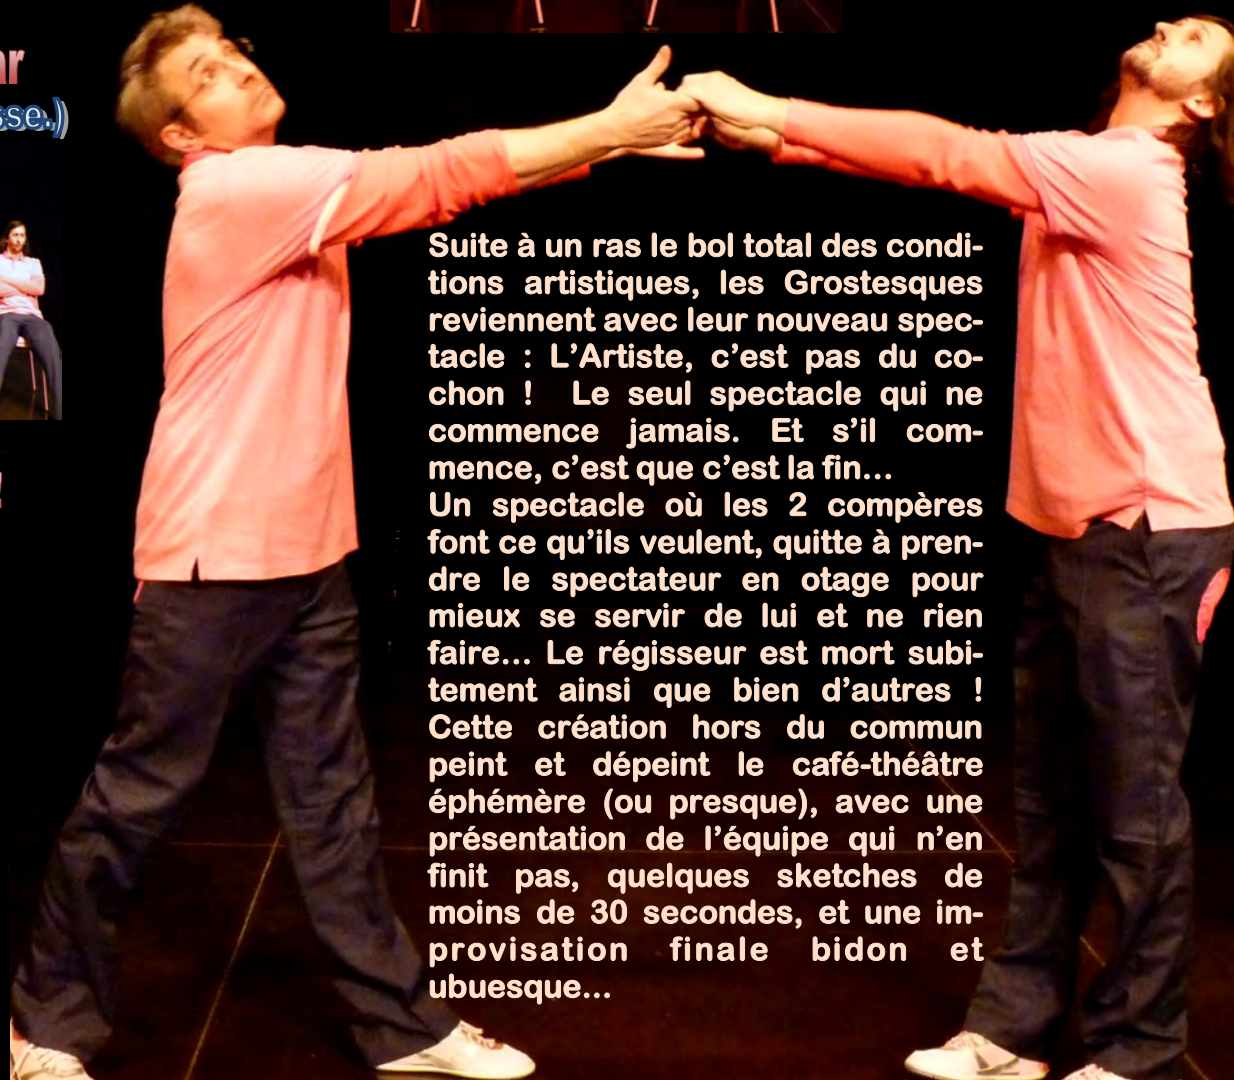 ar
sse.)
Suite à un ras le bol total des condi-
tions artistiques, les Grostesques
reviennent avec leur nouveau spec-
tacle : L’Artiste, c’est pas du co-
chon ! Le seul spectacle qui ne
commence jamais. Et s’il com-
mence, c’est que c’est la fin...
Un spectacle où les 2 compères
font ce qu’ils veulent, quitte à pren-
dre le spectateur en otage pour
mieux se servir de lui et ne rien
faire... Le régisseur est mort subi-
tement ainsi que bien d’autres !
Cette création hors du commun
peint et dépeint le café-théâtre
éphémère (ou presque), avec une
présentation de l’équipe qui n’en
finit pas, quelques sketches de
moins de 30 secondes, et une im-
provisation finale bidon et
ubuesque...
!